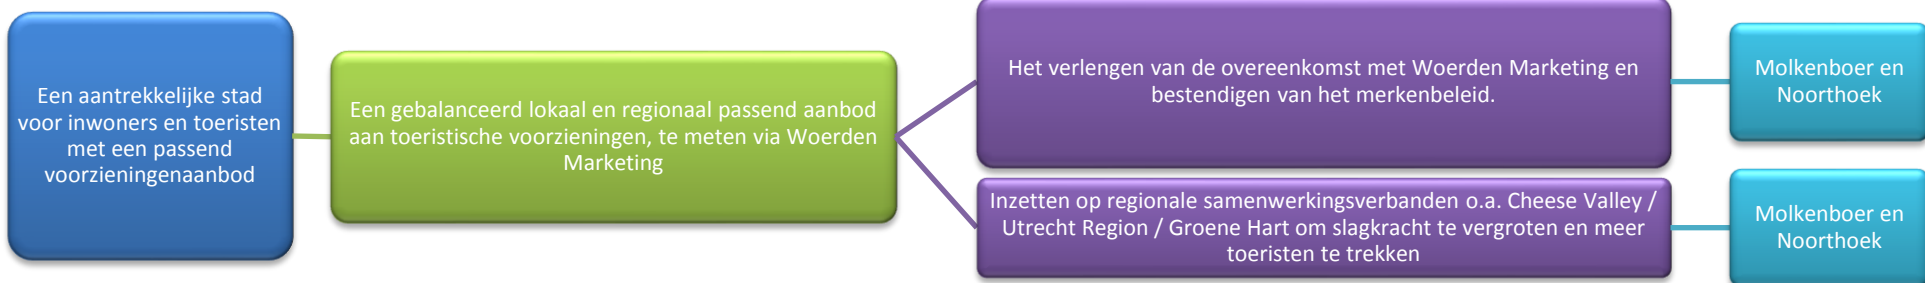 Een aantrekkelijke stad
voor inwoners en toeristen
met een passend
voorzieningenaanbod
Een gebalanceerd lokaal en regionaal passend aanbod
aan toeristische voorzieningen, te meten via Woerden
Marketing
Het verlengen van de overeenkomst met Woerden Marketing en
bestendigen van het merkenbeleid.
Molkenboer en
Noorthoek
Inzetten op regionale samenwerkingsverbanden o.a. Cheese Valley /
Utrecht Region / Groene Hart om slagkracht te vergroten en meer
toeristen te trekken
Molkenboer en
Noorthoek